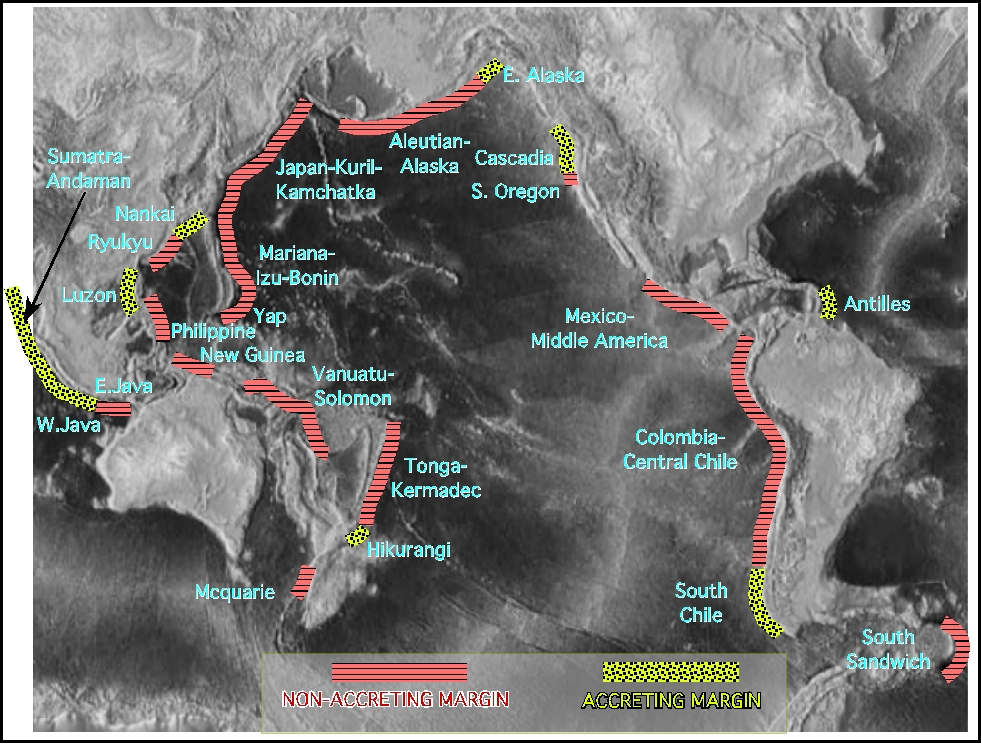 E. Alaska
Aleutian-
Alaska
Cascadia
S. Oregon
Sumatra-
Andaman
Japan-Kuril-
Kamchatka
Nankai
Ryukyu
Mariana-
Izu-Bonin
Luzon
Yap
Philippine
New Guinea
Mexico-
Middle America
Antilles
E.Java
W.Java
Vanuatu-
Solomon
Colombia-
Central Chile
Tonga-
Kermadec
Hikurangi
Mcquarie
South
Chile
South
Sandwich
NON-ACCRETING MARGIN
ACCRETING MARGIN